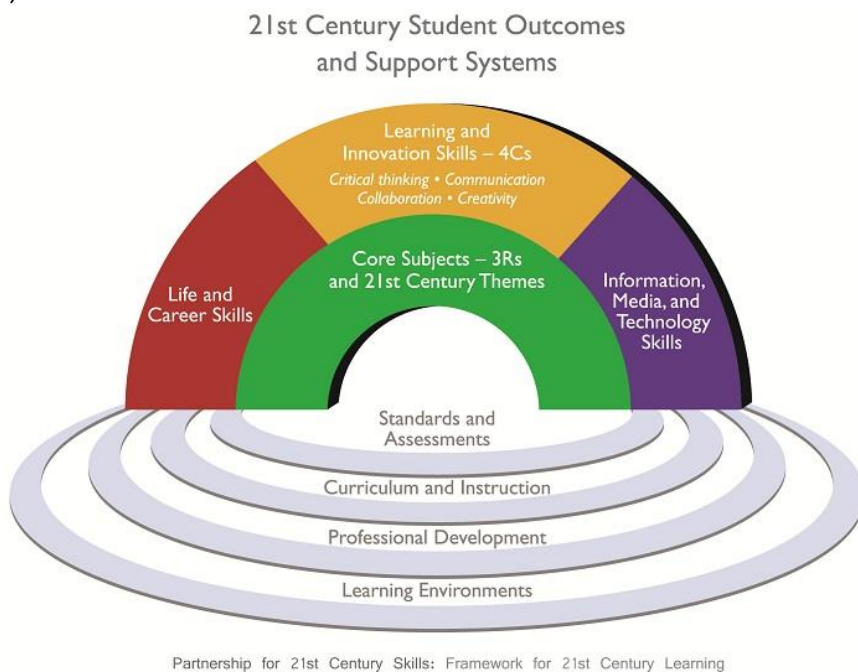 21st Century Student Outcomes
and Support Systems
Learning and
Innovation Skills – 4Cs
Critical thinking • Communication
Collaboration • Creativity
Core Subjects – 3Rs
and 21st Century Themes
Life and
Career Skills
Information,
Media, and
Technology
Skills
Standards and
Assessments
Curriculum and Instruction
Professional Development
Learning Environments
Partnership for 21st Century Skills: Framework for 21st Century Learning